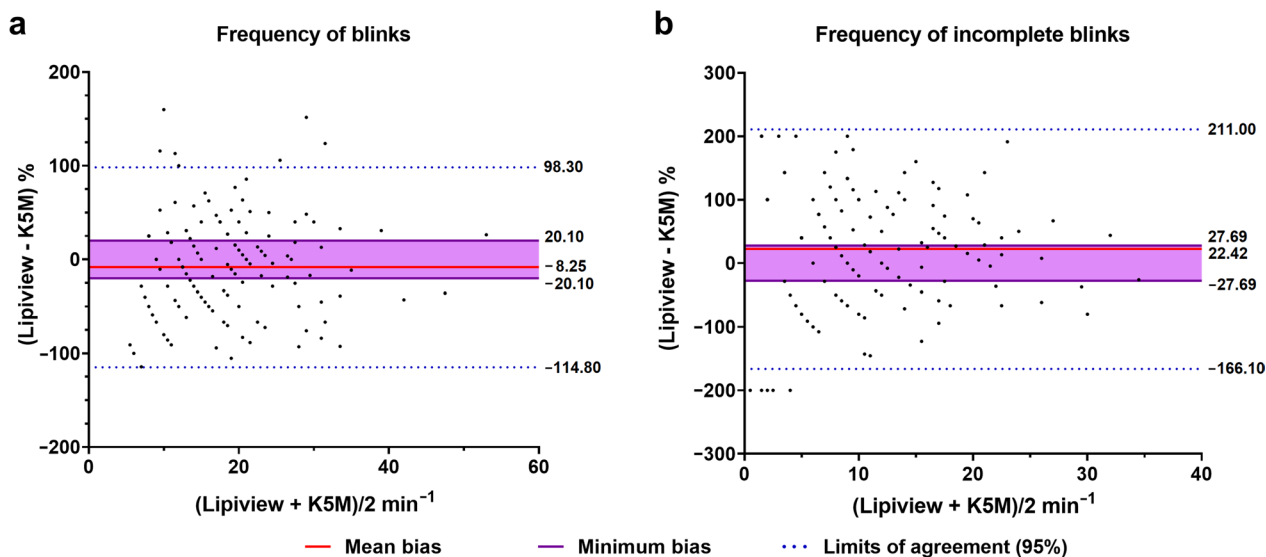 a
Frequency of blinks
200
100
0
−100
−200
0
20
40
60
98.30
20.10
−8.25
−20.10
−114.80
(Lipiview - K5M) %
(Lipiview + K5M)/2 min⁻¹
b
Frequency of incomplete blinks
300
200
100
0
−100
−200
−300
0
10
20
30
40
211.00
27.69
22.42
−27.69
−166.10
(Lipiview - K5M) %
(Lipiview + K5M)/2 min⁻¹
Mean bias
Minimum bias
Limits of agreement (95%)